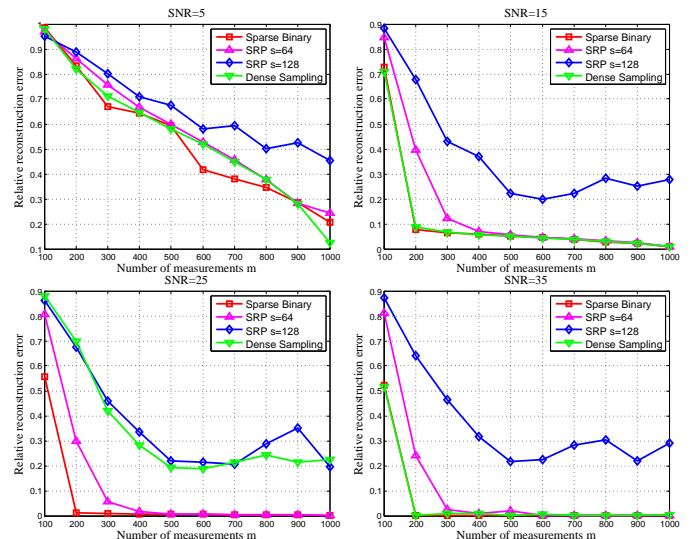 SNR=5
Relative reconstruction error
1
0.9
0.8
0.7
0.6
0.5
0.4
0.3
0.2
0.1
Sparse Binary
SRP s=64
SRP s=128
Dense Sampling
100 200 300 400 500 600 700 800 900 1000
Number of measurements m
SNR=15
Relative reconstruction error
0.9
0.8
0.7
0.6
0.5
0.4
0.3
0.2
0.1
Sparse Binary
SRP s=64
SRP s=128
Dense Sampling
100 200 300 400 500 600 700 800 900 1000
Number of measurements m
SNR=25
Relative reconstruction error
0.9
0.8
0.7
0.6
0.5
0.4
0.3
0.2
0.1
0
Sparse Binary
SRP s=64
SRP s=128
Dense Sampling
100 200 300 400 500 600 700 800 900 1000
Number of measurements m
SNR=35
Relative reconstruction error
0.9
0.8
0.7
0.6
0.5
0.4
0.3
0.2
0.1
0
Sparse Binary
SRP s=64
SRP s=128
Dense Sampling
100 200 300 400 500 600 700 800 900 1000
Number of measurements m